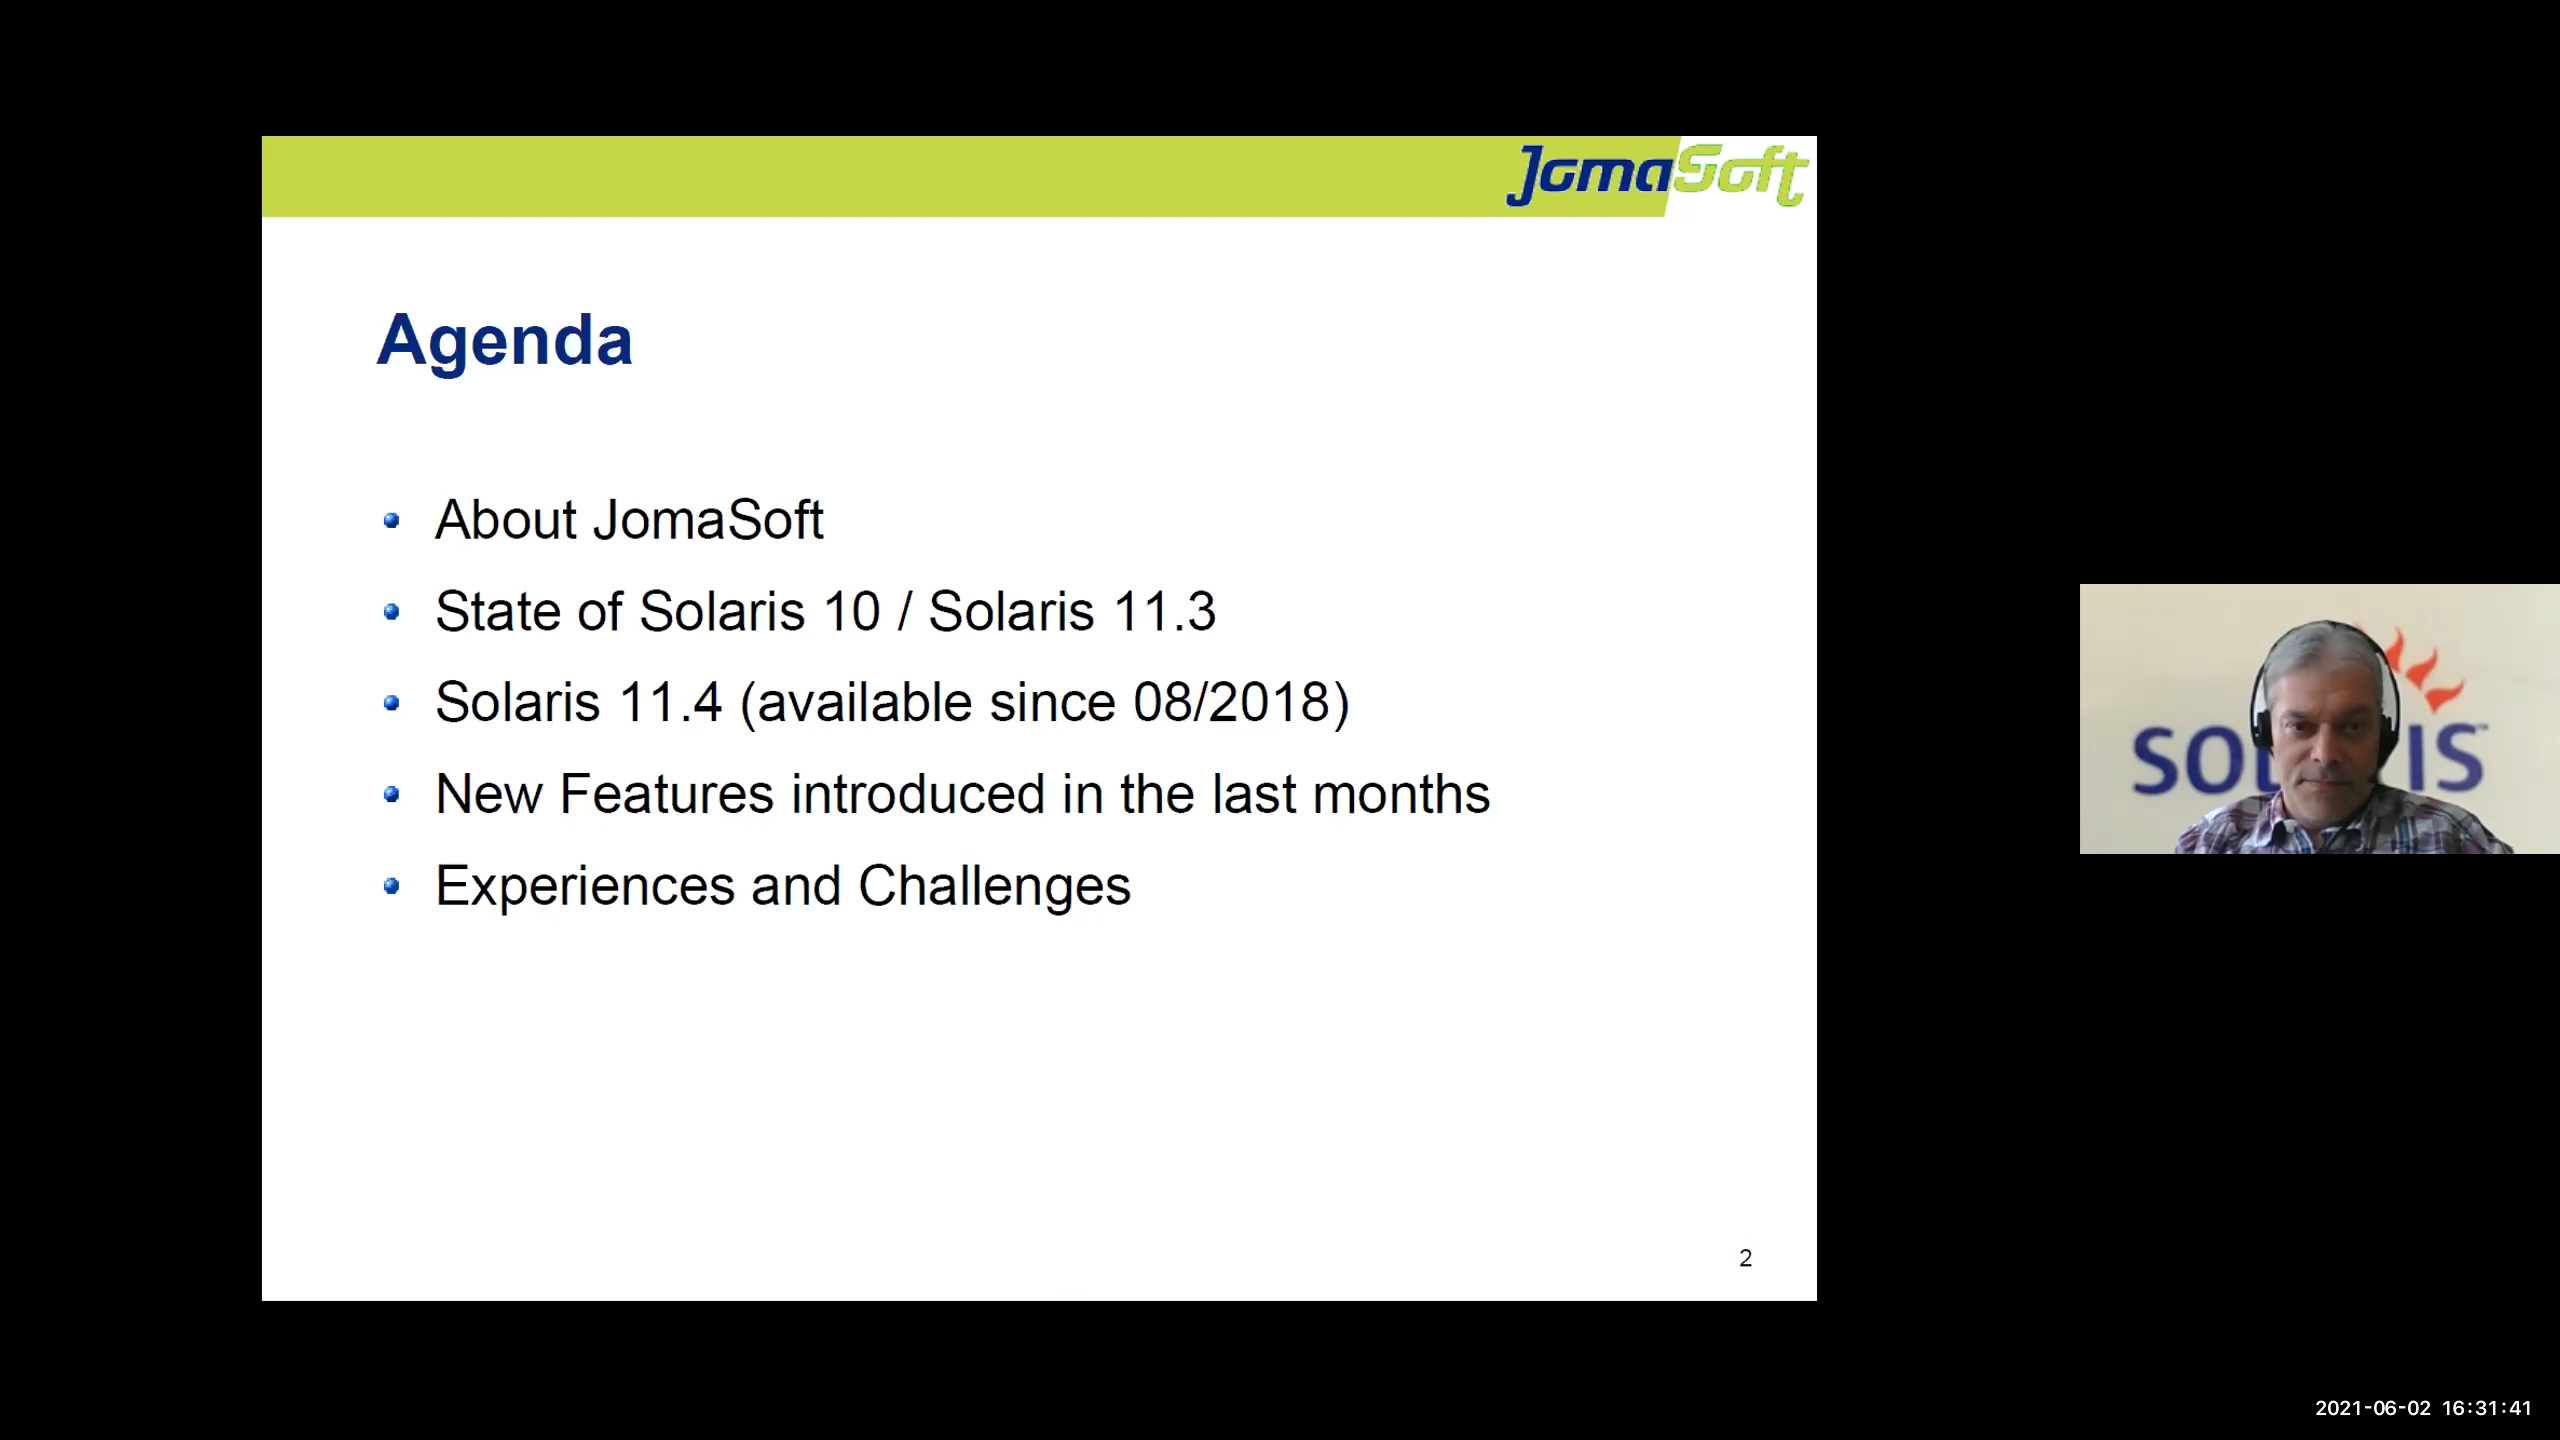 JomaSoft
Agenda
About JomaSoft
State of Solaris 10 / Solaris 11.3
Solaris 11.4 (available since 08/2018)
New Features introduced in the last months
Experiences and Challenges
2
2021-06-02 16:31:41